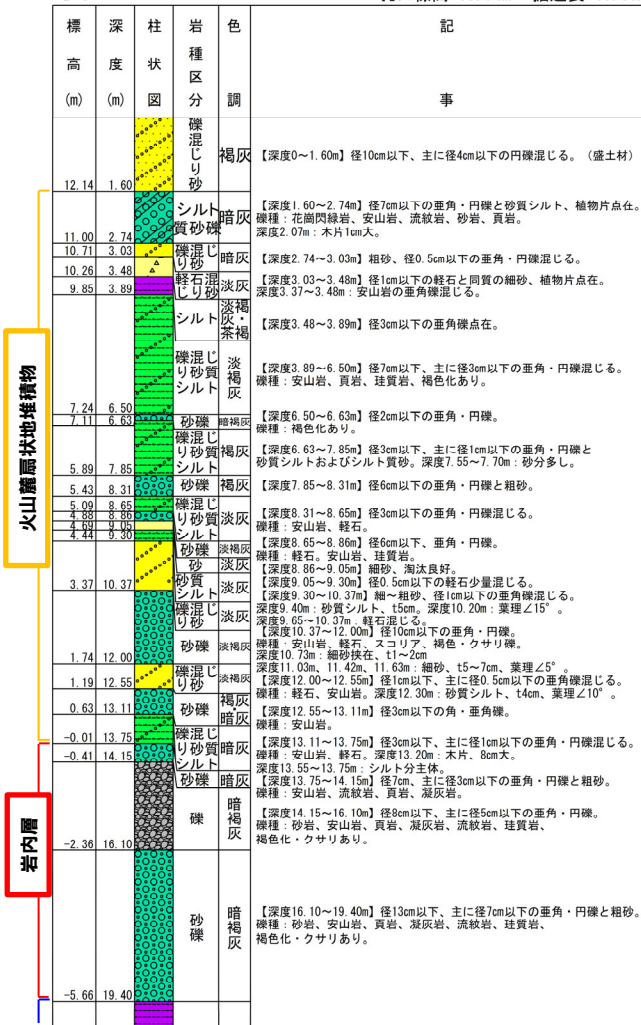 標高(m) 深度(m) 柱状図 岩種区分 色調 記事
12.14 1.60 礫混じり砂 褐灰
【深度0～1.60m】径10cm以下、主に径4cm以下の円礫混じる。（盛土材）
11.00 2.74 シルト質砂礫 暗灰
【深度1.60～2.74m】径7cm以下の亜角・円礫と砂質シルト、植物片点在。
礫種：花崗閃緑岩、安山岩、流紋岩、砂岩、頁岩。
深度2.07m：木片1cm大。
10.71 3.03 礫混じり砂 暗灰
【深度2.74～3.03m】粗砂、径0.5cm以下の亜角・円礫混じる。
10.26 3.48 軽石混じり砂 淡灰
【深度3.03～3.48m】径1cm以下の軽石と同質の細砂、植物片点在。
深度3.37～3.48m：安山岩の亜角礫混じる。
9.85 3.89 シルト 淡褐灰・茶褐
【深度3.48～3.89m】径3cm以下の亜角礫点在。
7.24 6.50 礫混じり砂質シルト 淡褐灰
【深度3.89～6.50m】径7cm以下、主に径3cm以下の亜角・円礫混じる。
礫種：安山岩、頁岩、珪質岩、褐色化あり。
7.11 6.63 砂礫 暗褐灰
【深度6.50～6.63m】径2cm以下の亜角・円礫。
礫種：褐色化あり。
5.89 7.85 礫混じり砂質シルト 褐灰
【深度6.63～7.85m】径3cm以下、主に径1cm以下の亜角・円礫と
砂質シルトおよびシルト質砂。深度7.55～7.70m：砂分多し。
5.43 8.31 砂礫 褐灰
【深度7.85～8.31m】径6cm以下の亜角・円礫と粗砂。
5.09 8.65 礫混じり砂質シルト 淡灰
【深度8.31～8.65m】径3cm以下の亜角・円礫混じる。
礫種：安山岩、軽石。
4.88 8.86 砂礫 淡褐灰
【深度8.65～8.86m】径6cm以下、亜角・円礫。
礫種：軽石。安山岩、珪質岩。
4.69 9.05 砂 淡灰
【深度8.86～9.05m】細砂、淘汰良好。
4.44 9.30 砂質シルト 淡灰
【深度9.05～9.30m】径0.5cm以下の軽石少量混じる。
3.37 10.37 礫混じり砂 淡灰
【深度9.30～10.37m】細～粗砂、径1cm以下の亜角礫混じる。
深度9.40m：砂質シルト、t5cm。深度10.20m：葉理∠15°。
深度9.65～10.37m：軽石混じる。
1.74 12.00 砂礫 淡褐灰
【深度10.37～12.00m】径10cm以下の亜角・円礫。
礫種：安山岩、軽石、スコリア、褐色・クサリ礫。
深度10.73m：細砂挟在、t1～2cm
深度11.03m、11.42m、11.63m：細砂、t5～7cm、葉理∠5°。
1.19 12.55 礫混じり砂 淡褐灰
【深度12.00～12.55m】径1cm以下、主に径0.5cm以下の亜角礫混じる。
礫種：軽石、安山岩。深度12.30m：砂質シルト、t4cm、葉理∠10°。
0.63 13.11 砂礫 褐灰 暗灰
【深度12.55～13.11m】径3cm以下の角・亜角礫。
礫種：安山岩。
-0.01 13.75 礫混じり砂質シルト 暗灰
【深度13.11～13.75m】径3cm以下、主に径1cm以下の亜角・円礫混じる。
礫種：安山岩、軽石。深度13.20m：木片、8cm大。
深度13.55～13.75m：シルト分主体。
-0.41 14.15 砂礫 暗灰
【深度13.75～14.15m】径7cm、主に径3cm以下の亜角・円礫と粗砂。
礫種：安山岩、流紋岩、頁岩、凝灰岩。
-2.36 16.10 礫 暗褐灰
【深度14.15～16.10m】径8cm以下、主に径5cm以下の亜角・円礫。
礫種：砂岩、安山岩、頁岩、凝灰岩、流紋岩、珪質岩、
褐色化・クサリあり。
-5.66 19.40 砂礫 暗褐灰
【深度16.10～19.40m】径13cm以下、主に径7cm以下の亜角・円礫と粗砂。
礫種：砂岩、安山岩、頁岩、凝灰岩、流紋岩、珪質岩、
褐色化・クサリあり。
火山麓扇状地堆積物
岩内層